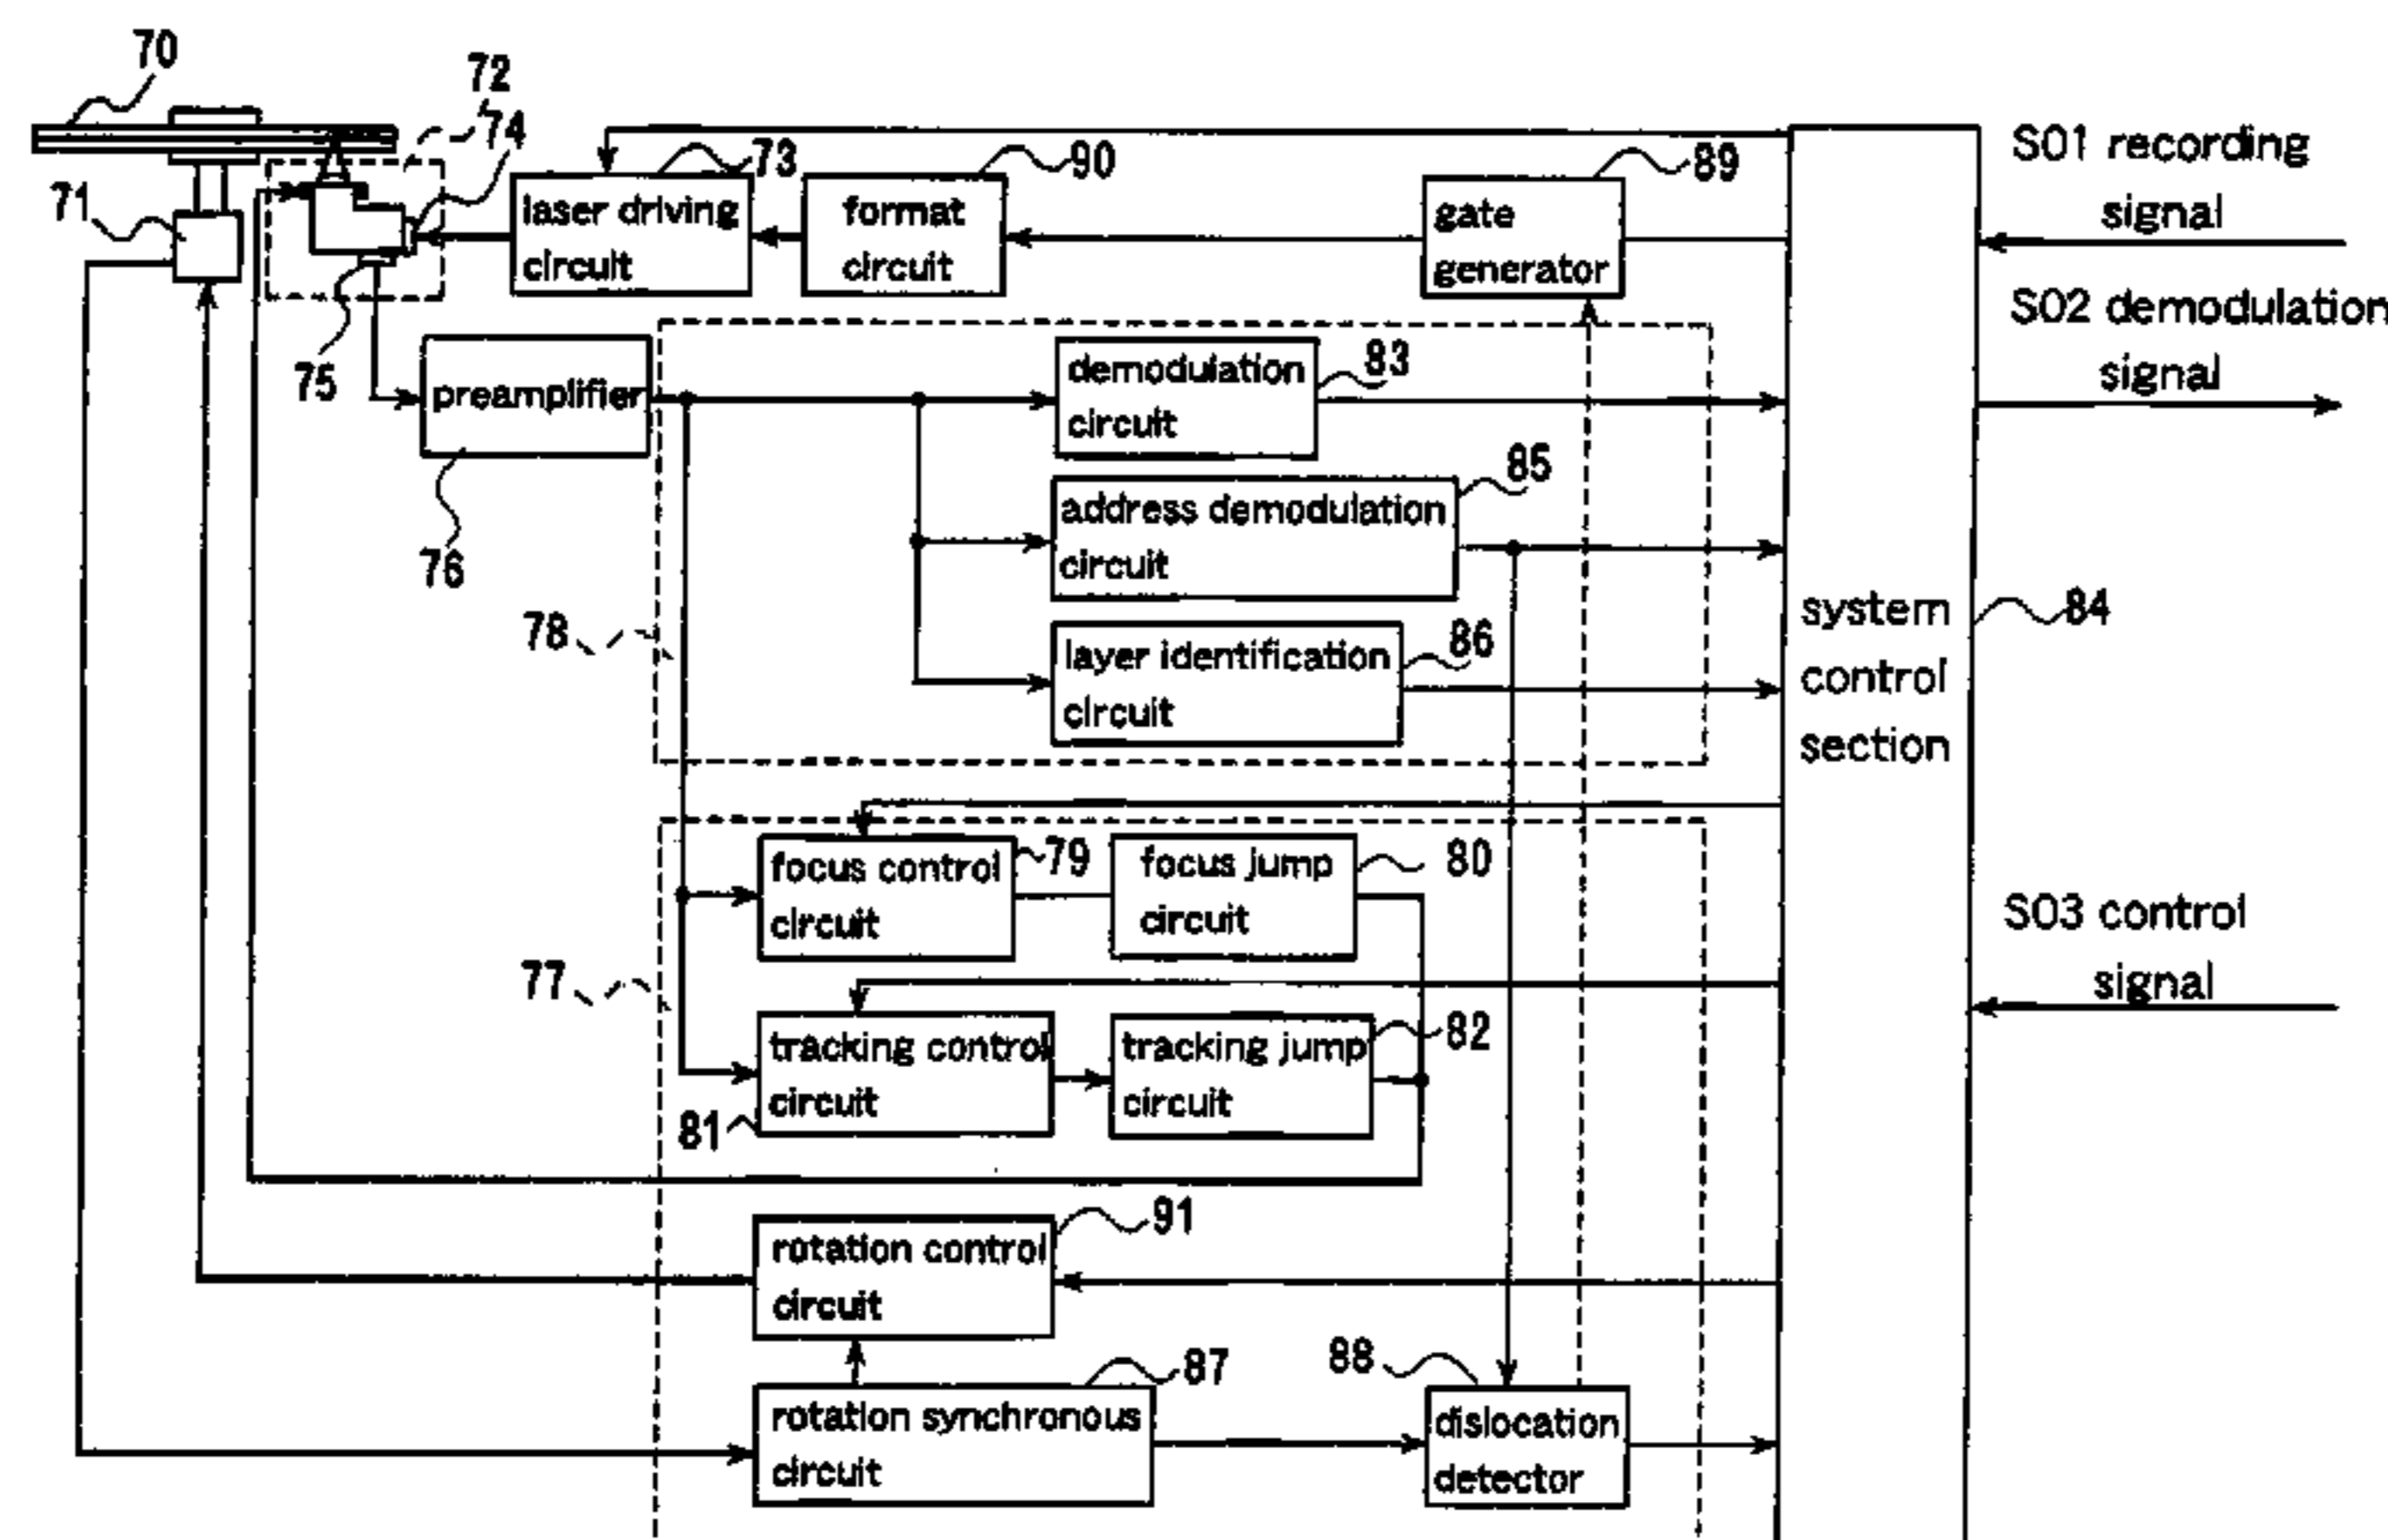 70
72
74
71
75
laser driving
circuit
73
format
circuit
90
gate
generator
89
S01 recording
signal
S02 demodulation
signal
preamplifier
76
demodulation
circuit
83
address demodulation
circuit
85
layer identification
circuit
86
78
system
control
section
84
focus control
circuit
79
focus jump
circuit
80
S03 control
signal
77
tracking control
circuit
81
tracking jump
circuit
82
rotation control
circuit
91
rotation synchronous
circuit
87
88
dislocation
detector